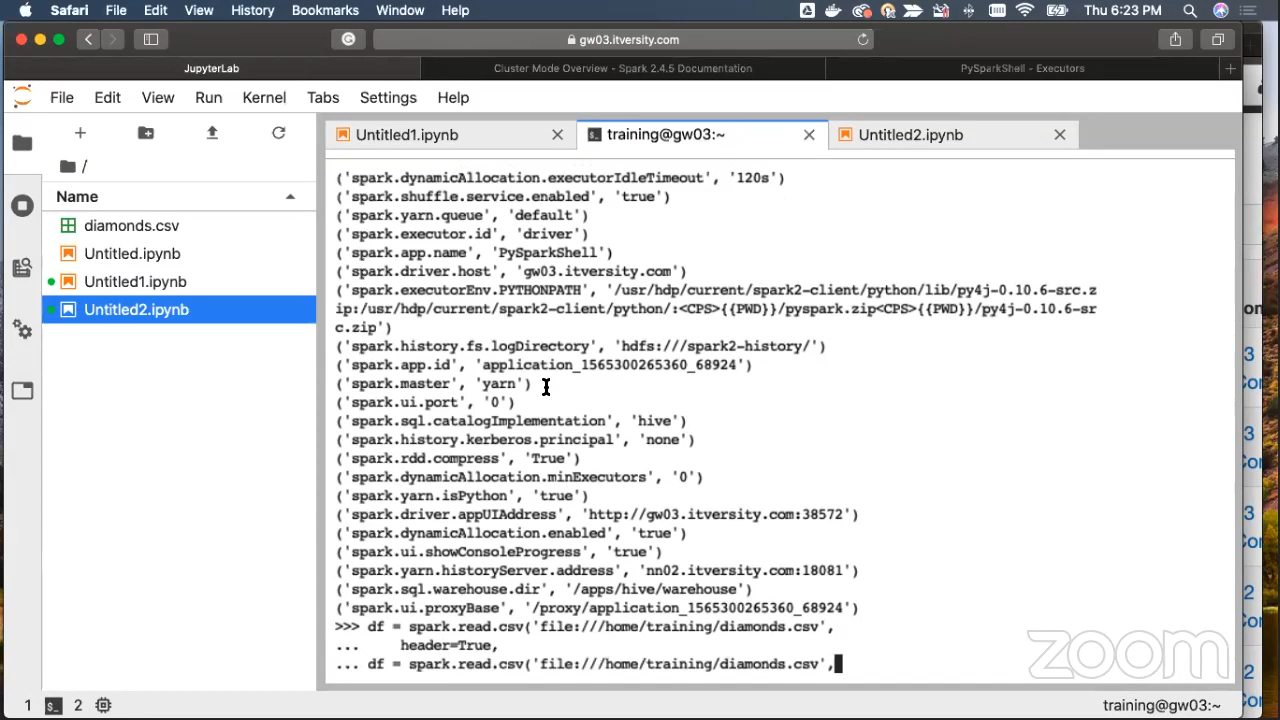 Safari File Edit View History Bookmarks Window Help Thu 6:23 PM
gw03.itversity.com
JupyterLab Cluster Mode Overview - Spark 2.4.5 Documentation PySparkShell - Executors
File Edit View Run Kernel Tabs Settings Help
Untitled1.ipynb training@gw03:~ Untitled2.ipynb
/
Name
diamonds.csv
Untitled.ipynb
Untitled1.ipynb
Untitled2.ipynb
('spark.dynamicAllocation.executorIdleTimeout', '120s')
('spark.shuffle.service.enabled', 'true')
('spark.yarn.queue', 'default')
('spark.executor.id', 'driver')
('spark.app.name', 'PySparkShell')
('spark.driver.host', 'gw03.itversity.com')
('spark.executorEnv.PYTHONPATH', '/usr/hdp/current/spark2-client/python/lib/py4j-0.10.6-src.z
ip:/usr/hdp/current/spark2-client/python/:<CPS>{{PWD}}/pyspark.zip<CPS>{{PWD}}/py4j-0.10.6-sr
c.zip')
('spark.history.fs.logDirectory', 'hdfs:///spark2-history/')
('spark.app.id', 'application_1565300265360_68924')
('spark.master', 'yarn')
('spark.ui.port', '0')
('spark.sql.catalogImplementation', 'hive')
('spark.history.kerberos.principal', 'none')
('spark.rdd.compress', 'True')
('spark.dynamicAllocation.minExecutors', '0')
('spark.yarn.isPython', 'true')
('spark.driver.appUIAddress', 'http://gw03.itversity.com:38572')
('spark.dynamicAllocation.enabled', 'true')
('spark.ui.showConsoleProgress', 'true')
('spark.yarn.historyServer.address', 'nn02.itversity.com:18081')
('spark.sql.warehouse.dir', '/apps/hive/warehouse')
('spark.ui.proxyBase', '/proxy/application_1565300265360_68924')
>>> df = spark.read.csv('file:///home/training/diamonds.csv',
... header=True,
... df = spark.read.csv('file:///home/training/diamonds.csv',
zoom
1 2 training@gw03:~